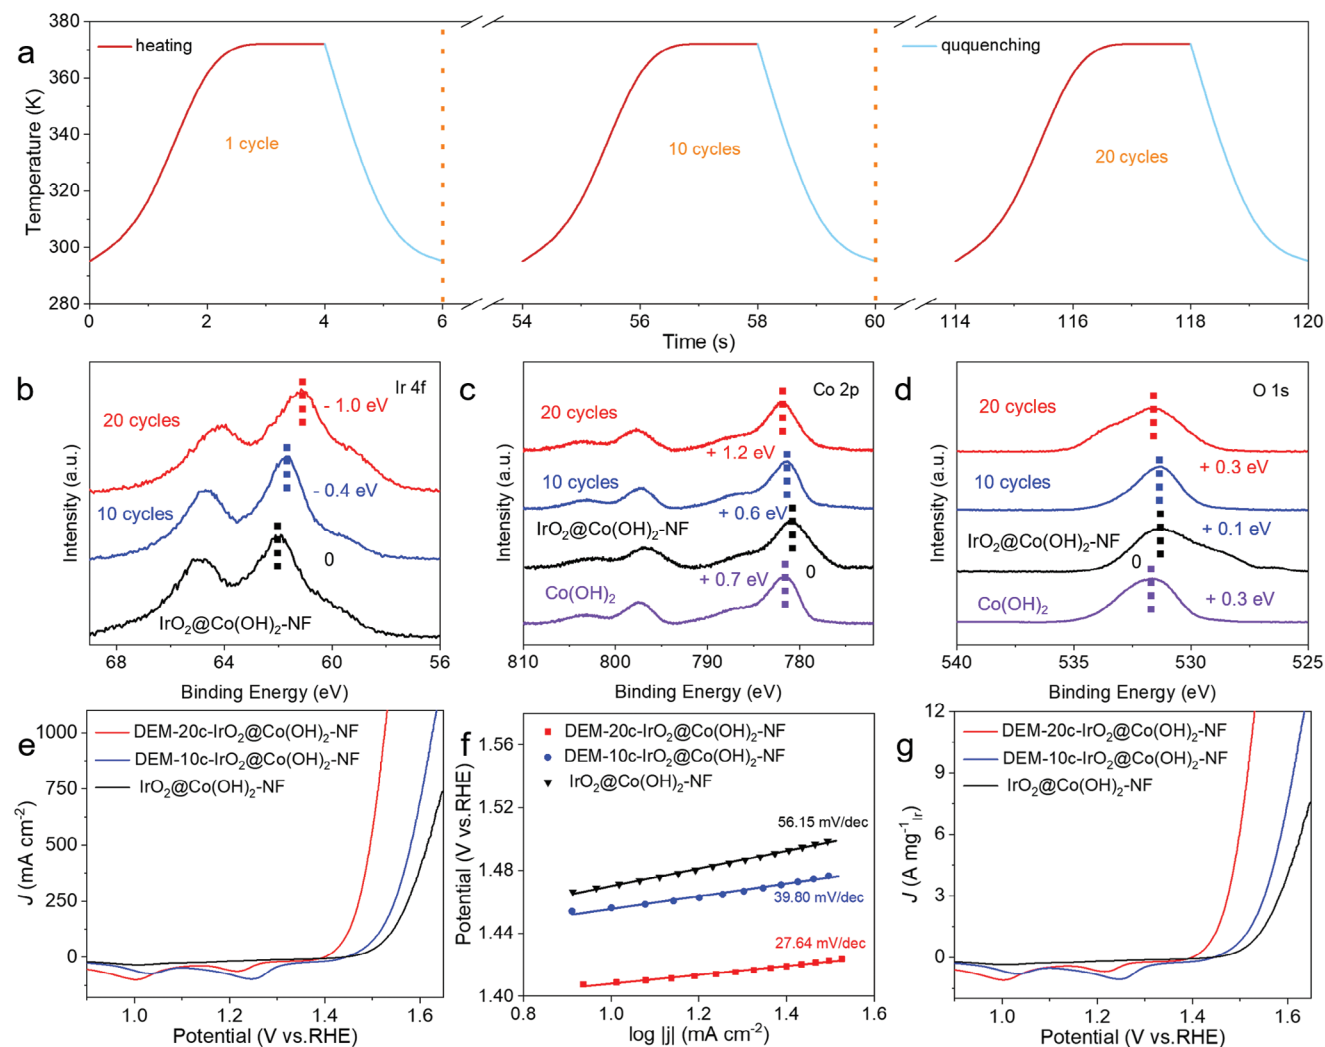 a
380
360
340
320
300
280
Temperature (K)
heating
ququenching
1 cycle
10 cycles
20 cycles
0 2 4 6 54 56 58 60 114 116 118 120
Time (s)
b
Ir 4f
20 cycles
- 1.0 eV
10 cycles
- 0.4 eV
0
IrO₂@Co(OH)₂-NF
Intensity (a.u.)
68 64 60 56
Binding Energy (eV)
c
Co 2p
20 cycles
+ 1.2 eV
10 cycles
+ 0.6 eV
IrO₂@Co(OH)₂-NF
+ 0.7 eV
0
Co(OH)₂
Intensity (a.u.)
810 800 790 780
Binding Energy (eV)
d
O 1s
20 cycles
+ 0.3 eV
10 cycles
+ 0.1 eV
IrO₂@Co(OH)₂-NF
0
Co(OH)₂
+ 0.3 eV
Intensity (a.u.)
540 535 530 525
Binding Energy (eV)
e
DEM-20c-IrO₂@Co(OH)₂-NF
DEM-10c-IrO₂@Co(OH)₂-NF
IrO₂@Co(OH)₂-NF
1000
750
500
250
0
J (mA cm⁻²)
1.0 1.2 1.4 1.6
Potential (V vs.RHE)
f
DEM-20c-IrO₂@Co(OH)₂-NF
DEM-10c-IrO₂@Co(OH)₂-NF
IrO₂@Co(OH)₂-NF
1.56
1.52
1.48
1.44
1.40
Potential (V vs.RHE)
56.15 mV/dec
39.80 mV/dec
27.64 mV/dec
0.8 1.0 1.2 1.4 1.6
log |j| (mA cm⁻²)
g
DEM-20c-IrO₂@Co(OH)₂-NF
DEM-10c-IrO₂@Co(OH)₂-NF
IrO₂@Co(OH)₂-NF
12
9
6
3
0
J (A mg⁻¹Ir)
1.0 1.2 1.4 1.6
Potential (V vs.RHE)